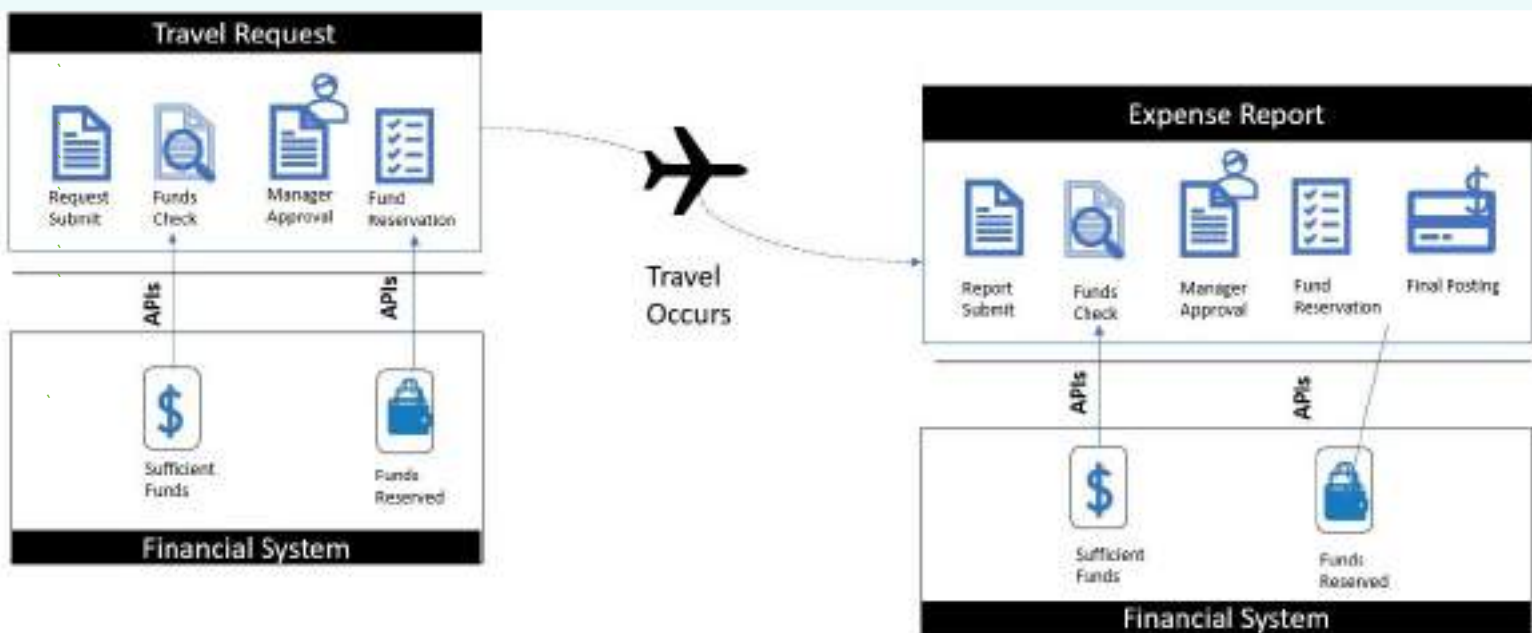 Travel Request
Request
Submit
Funds
Check
Manager
Approval
Fund
Reservation
APIs
APIs
Sufficient
Funds
Funds
Reserved
Financial System
Travel
Occurs
Expense Report
Report
Submit
Funds
Check
Manager
Approval
Fund
Reservation
Final Posting
APIs
APIs
Sufficient
Funds
Funds
Reserved
Financial System